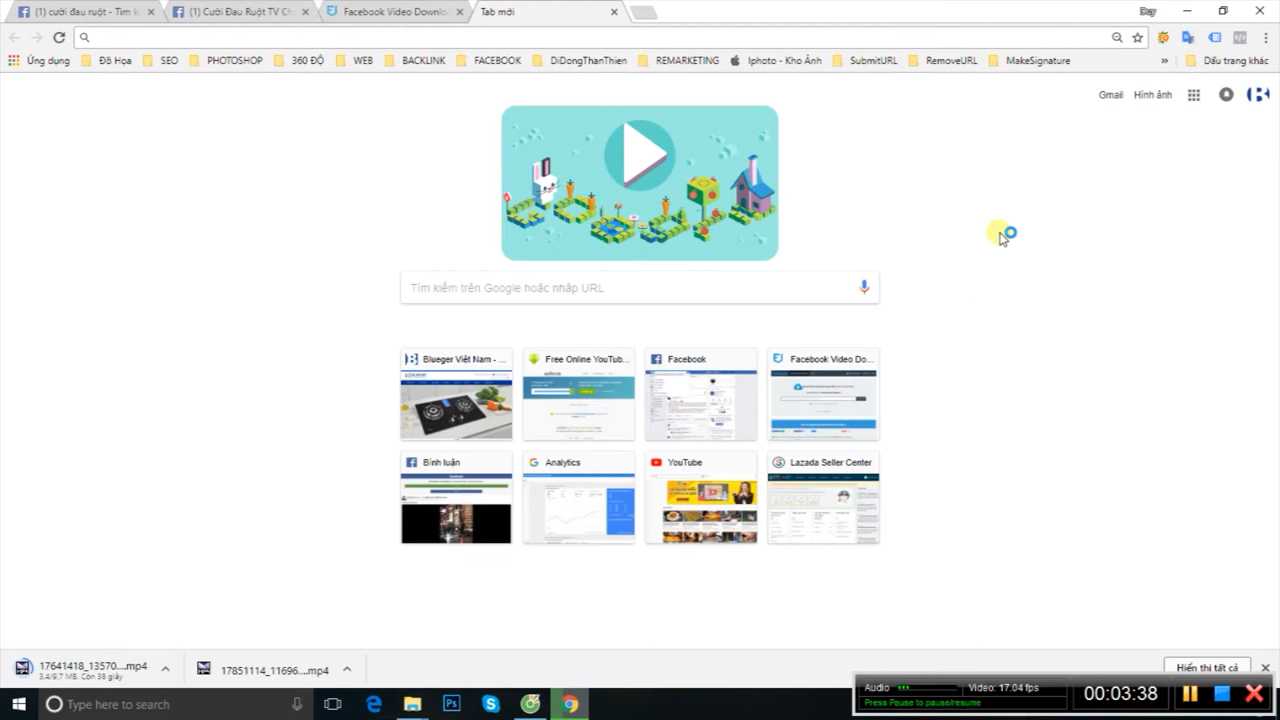 (1) cười đau ruột - Tìm k
(1) Cười Đau Ruột TV Ch
Facebook Video Downlo
Tab mới
Duy
Ứng dụng
Đồ Họa
SEO
PHOTOSHOP
360 ĐỘ
WEB
BACKLINK
FACEBOOK
DiDongThanThien
REMARKETING
Iphoto - Kho Ảnh
SubmitURL
RemoveURL
MakeSignature
»
Dấu trang khác
Gmail
Hình ảnh
Tìm kiếm trên Google hoặc nhập URL
Blueger Việt Nam - ...
Free Online YouTub...
Facebook
Facebook Video Do...
Bình luận
Analytics
YouTube
Lazada Seller Center
17641418_13570....mp4
3.4/9.7 MB, Còn 38 giây
17851114_11696....mp4
Hiển thị tất cả
Audio
Video: 17.04 fps
Press Pause to pause/resume
00:03:38
Type here to search
Ps